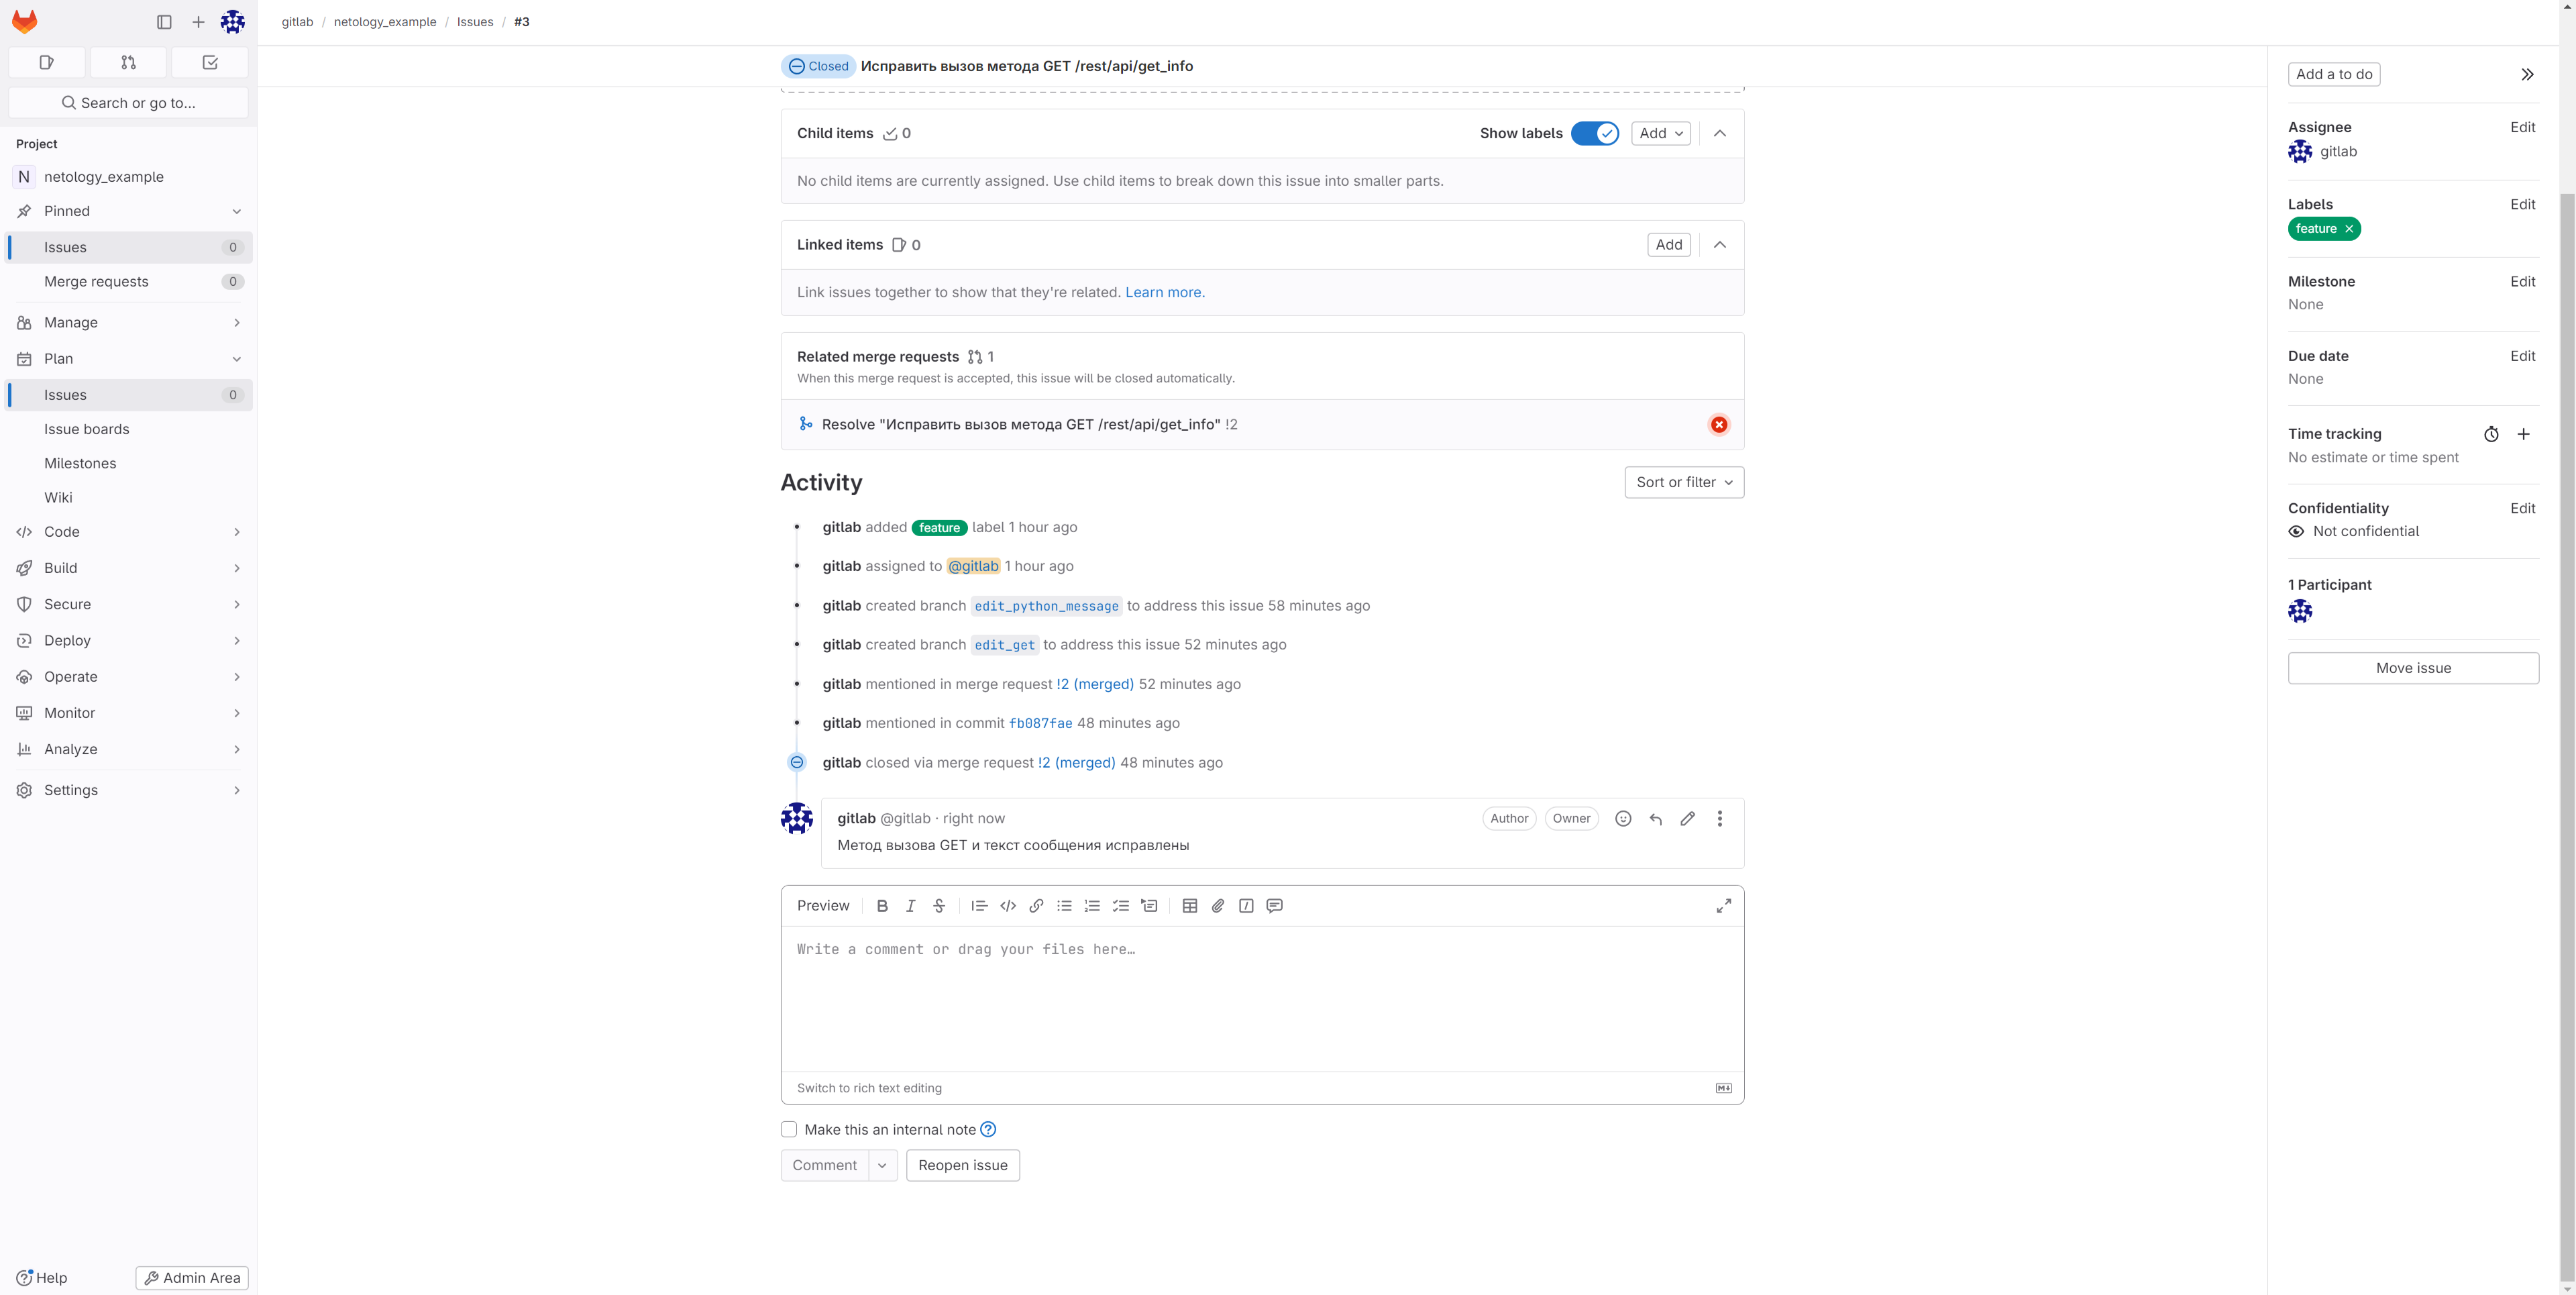 gitlab / netology_example / Issues / #3
Search or go to...
Project
N netology_example
Pinned
Issues 0
Merge requests 0
Manage
Plan
Issues 0
Issue boards
Milestones
Wiki
Code
Build
Secure
Deploy
Operate
Monitor
Analyze
Settings
Help
Admin Area
Closed Исправить вызов метода GET /rest/api/get_info
Child items 0 Show labels Add
No child items are currently assigned. Use child items to break down this issue into smaller parts.
Linked items 0 Add
Link issues together to show that they're related. Learn more.
Related merge requests 1
When this merge request is accepted, this issue will be closed automatically.
Resolve "Исправить вызов метода GET /rest/api/get_info" !2
Activity Sort or filter
gitlab added feature label 1 hour ago
gitlab assigned to @gitlab 1 hour ago
gitlab created branch edit_python_message to address this issue 58 minutes ago
gitlab created branch edit_get to address this issue 52 minutes ago
gitlab mentioned in merge request !2 (merged) 52 minutes ago
gitlab mentioned in commit fb087fae 48 minutes ago
gitlab closed via merge request !2 (merged) 48 minutes ago
gitlab @gitlab · right now Author Owner
Метод вызова GET и текст сообщения исправлены
Preview
Write a comment or drag your files here…
Switch to rich text editing
Make this an internal note
Comment Reopen issue
Add a to do
Assignee Edit
gitlab
Labels Edit
feature
Milestone Edit
None
Due date Edit
None
Time tracking
No estimate or time spent
Confidentiality Edit
Not confidential
1 Participant
Move issue